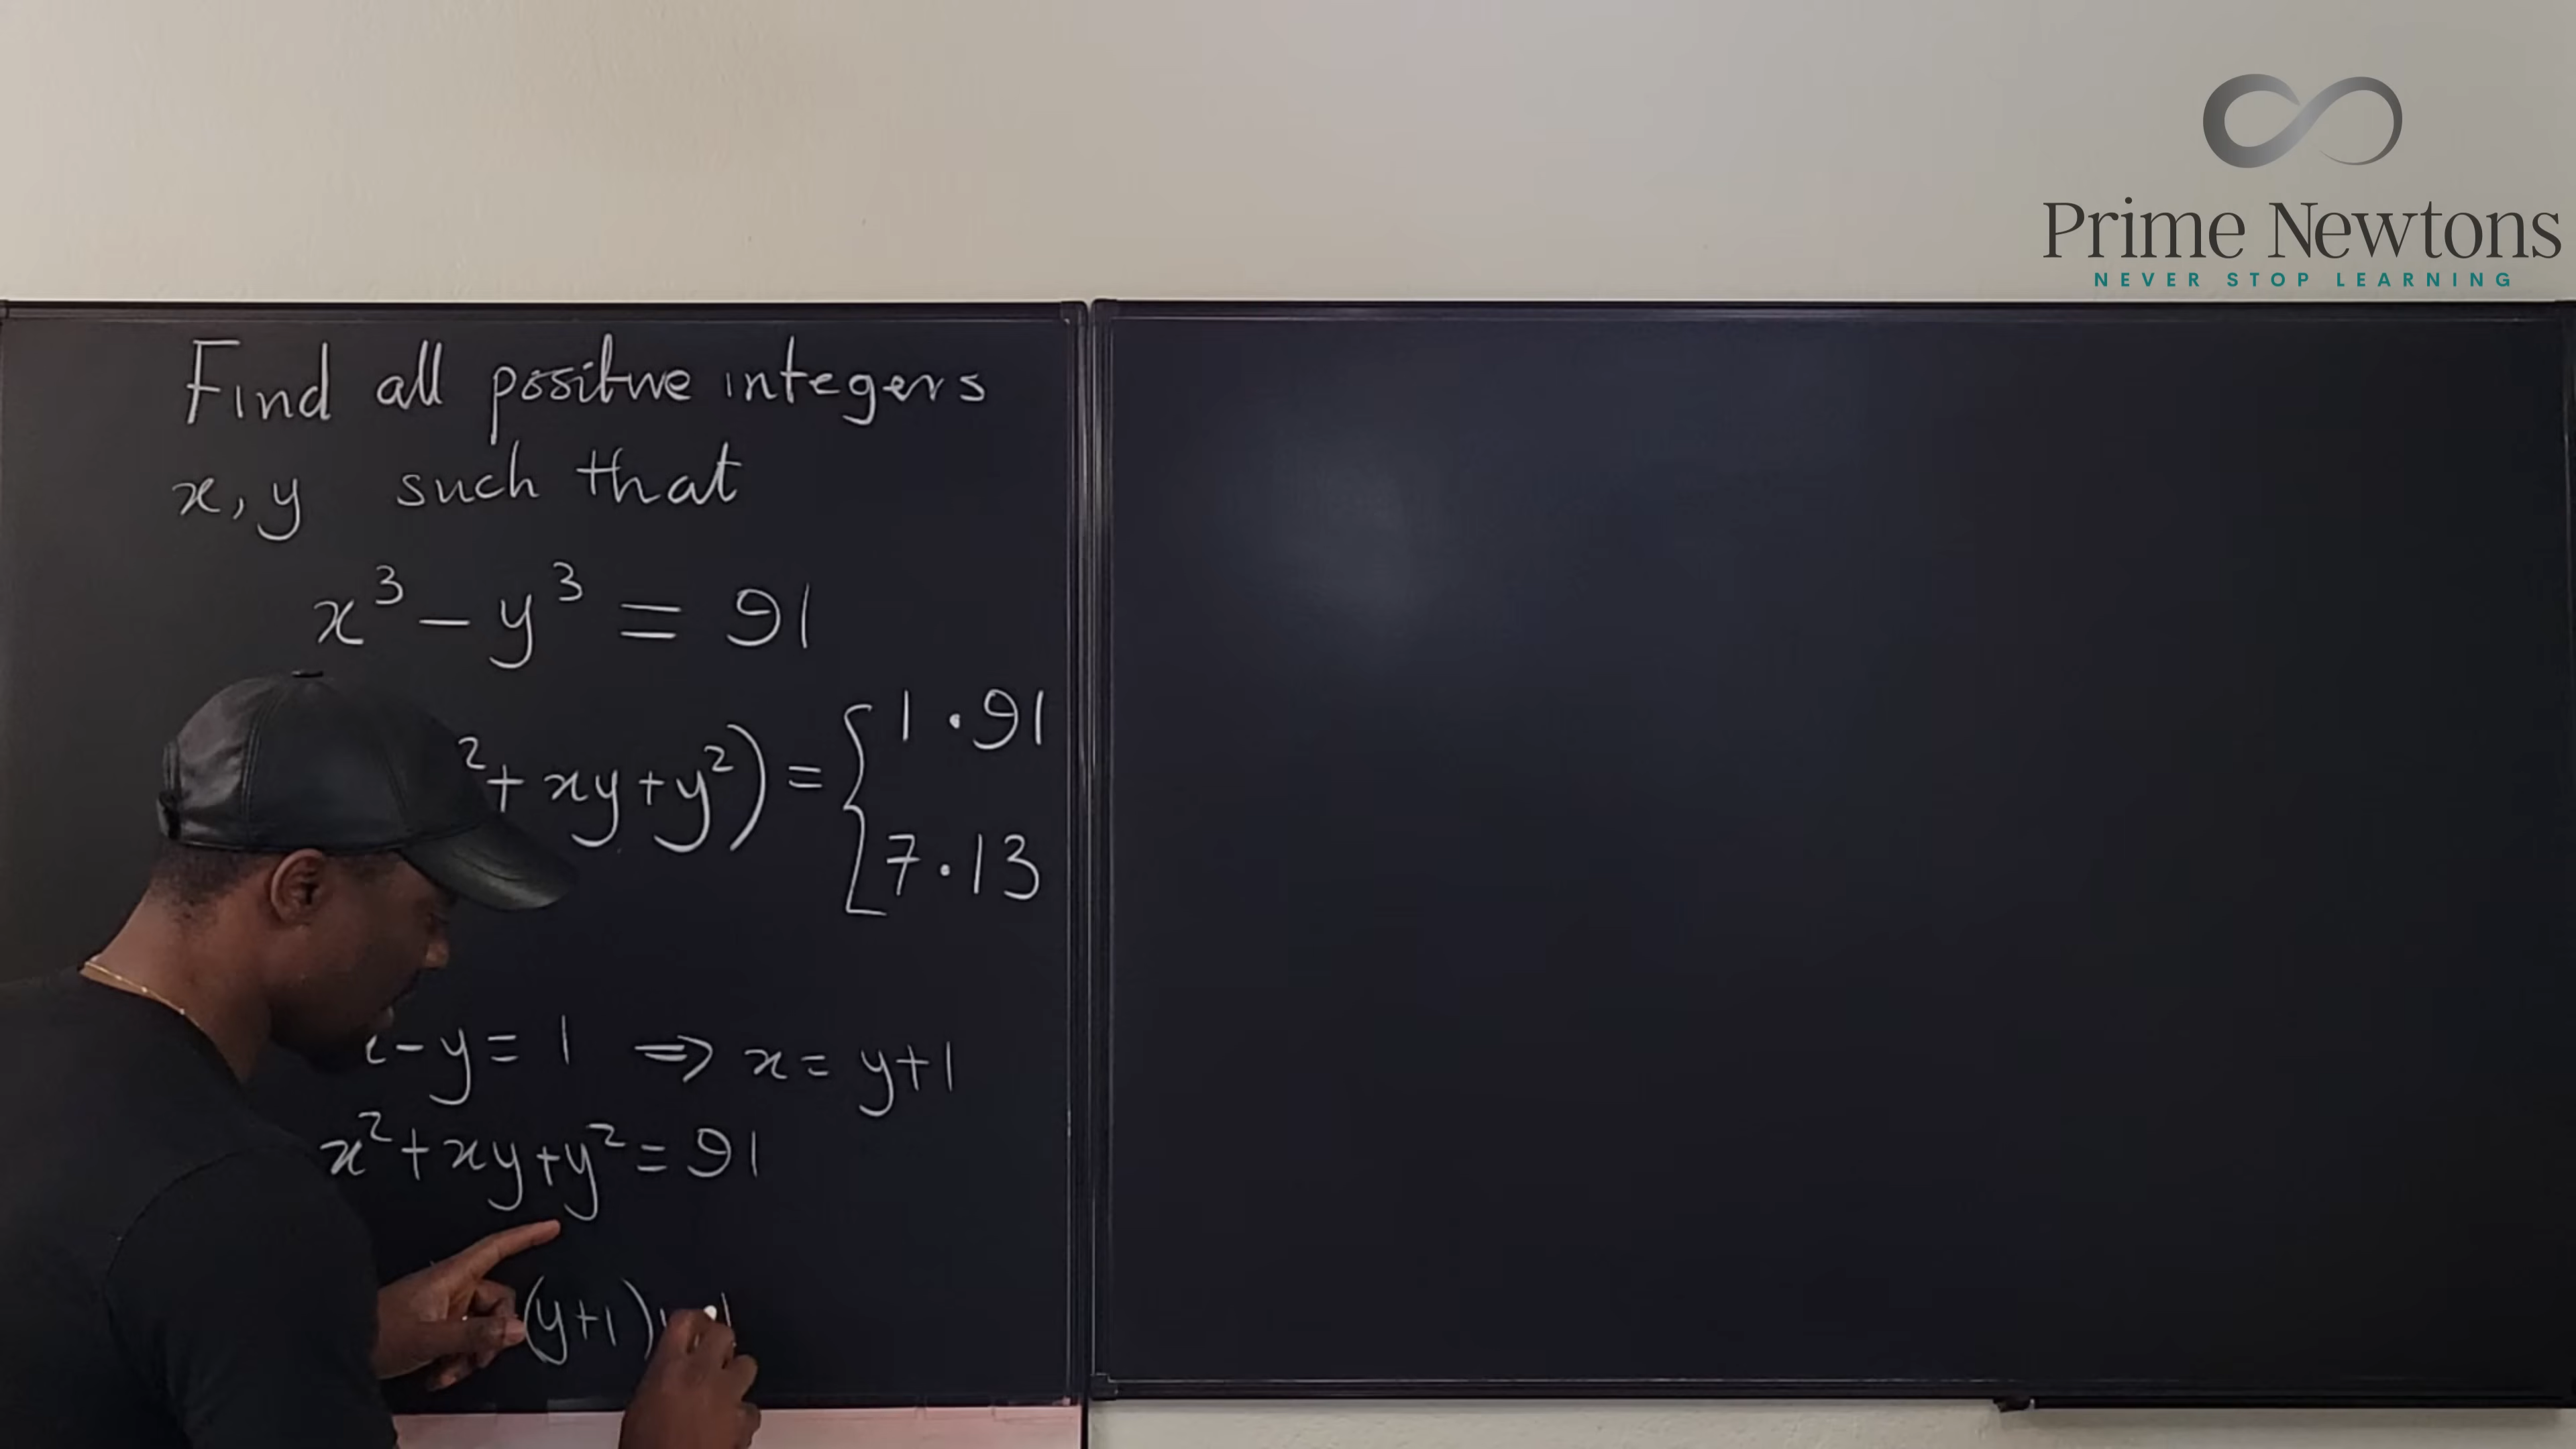 Prime Newtons
NEVER STOP LEARNING
Find all positive integers
x, y such that
x³ - y³ = 91
² + xy + y²) = { 1 · 91
7 · 13
- y = 1 ⇒ x = y + 1
x² + xy + y² = 91
(y+1)